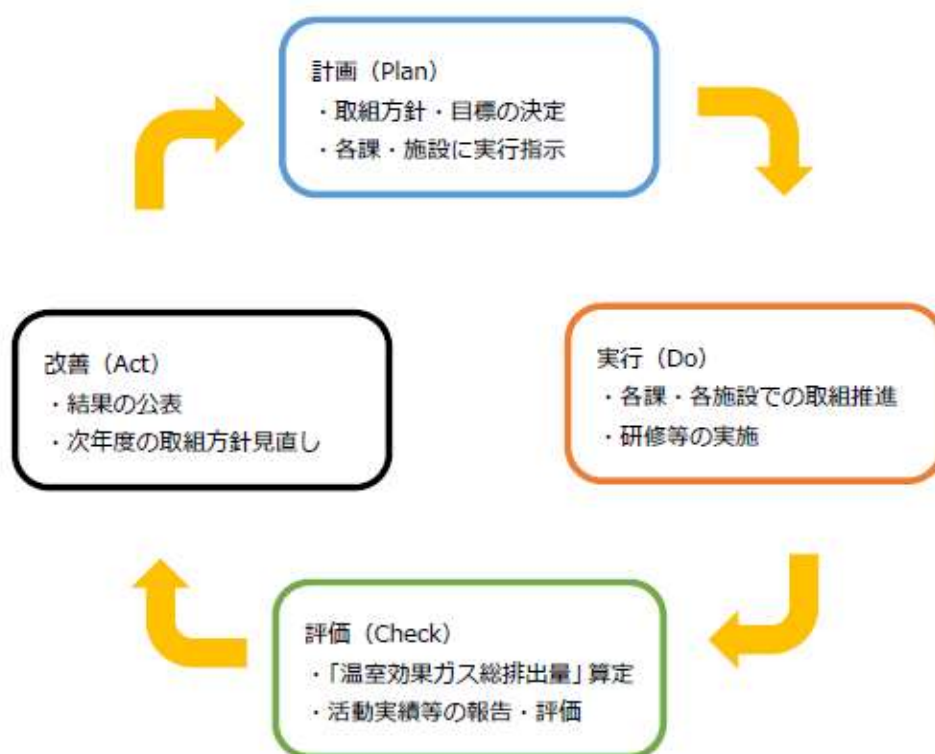 計画（Plan）
・取組方針・目標の決定
・各課・施設に実行指示
実行（Do）
・各課・各施設での取組推進
・研修等の実施
評価（Check）
・「温室効果ガス総排出量」算定
・活動実績等の報告・評価
改善（Act）
・結果の公表
・次年度の取組方針見直し